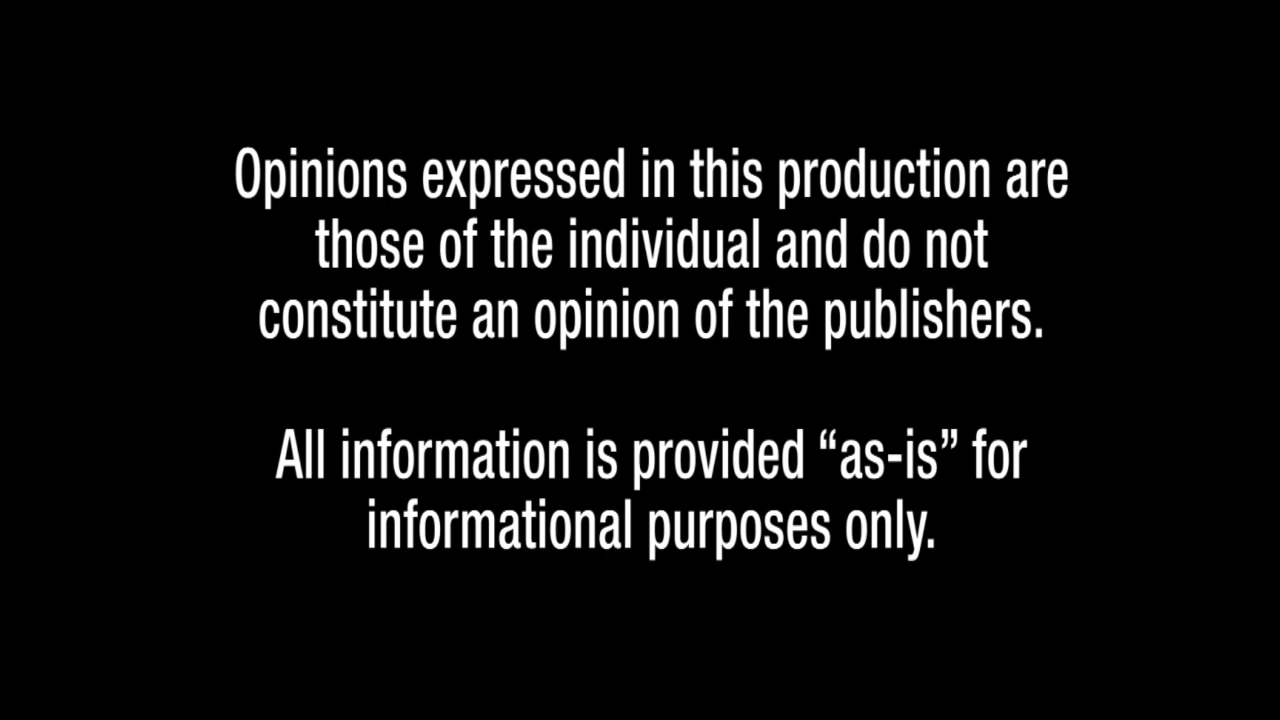 Opinions expressed in this production are
those of the individual and do not
constitute an opinion of the publishers.
All information is provided “as-is” for
informational purposes only.